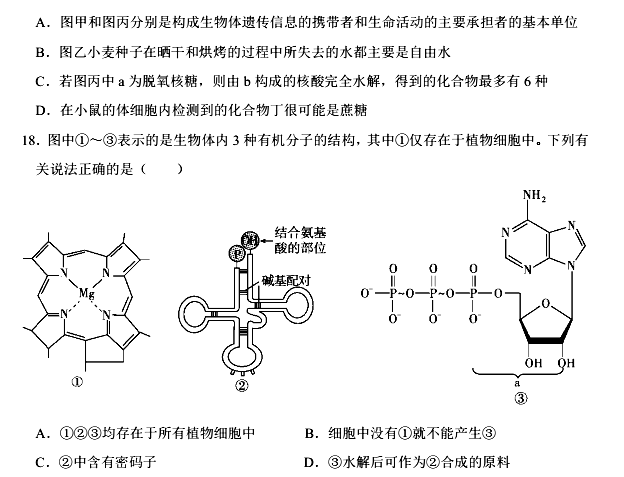 A．图甲和图丙分别是构成生物体遗传信息的携带者和生命活动的主要承担者的基本单位
B．图乙小麦种子在晒干和烘烤的过程中所失去的水都主要是自由水
C．若图丙中 a 为脱氧核糖，则由 b 构成的核酸完全水解，得到的化合物最多有 6 种
D．在小鼠的体细胞内检测到的化合物丁很可能是蔗糖
18．图中①～③表示的是生物体内 3 种有机分子的结构，其中①仅存在于植物细胞中。下列有
关说法正确的是（　　）
N N Mg N N
①
P OH 结合氨基
酸的部位
碱基配对
②
NH₂
N N N N
O O O
O⁻—P~O—P~O—P—O
O⁻ O⁻ O⁻
O
OH OH
a
③
A．①②③均存在于所有植物细胞中 B．细胞中没有①就不能产生③
C．②中含有密码子 D．③水解后可作为②合成的原料